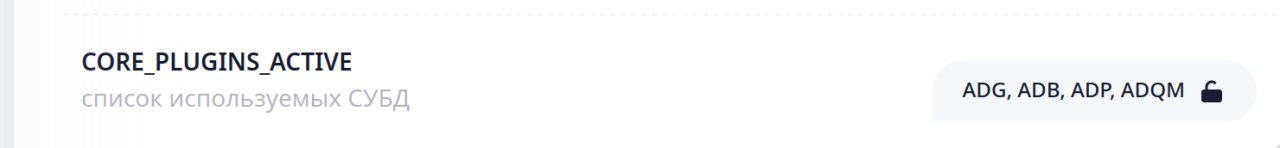 CORE_PLUGINS_ACTIVE
список используемых СУБД
ADG, ADB, ADP, ADQM